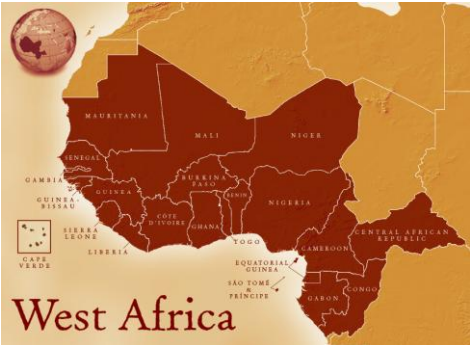 MAURITANIA
MALI
NIGER
SENEGAL
GAMBIA
GUINEA-
BISSAU
GUINEA
BURKINA
FASO
BENIN
NIGERIA
SIERRA
LEONE
CÔTE
D'IVOIRE
GHANA
LIBERIA
TOGO
CAPE
VERDE
CENTRAL AFRICAN
REPUBLIC
CAMEROON
EQUATORIAL
GUINEA
SÃO TOMÉ
&
PRÍNCIPE
GABON
CONGO
West Africa